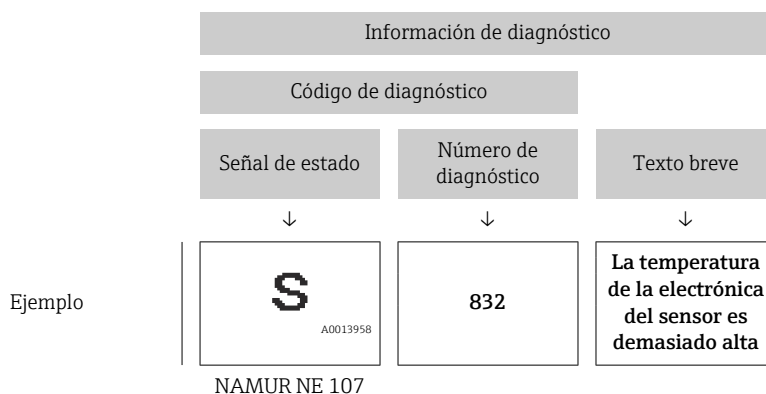 Información de diagnóstico
Código de diagnóstico
Señal de estado
Número de
diagnóstico
Texto breve
↓ ↓ ↓
Ejemplo
S
A0013958
832
La temperatura
de la electrónica
del sensor es
demasiado alta
NAMUR NE 107